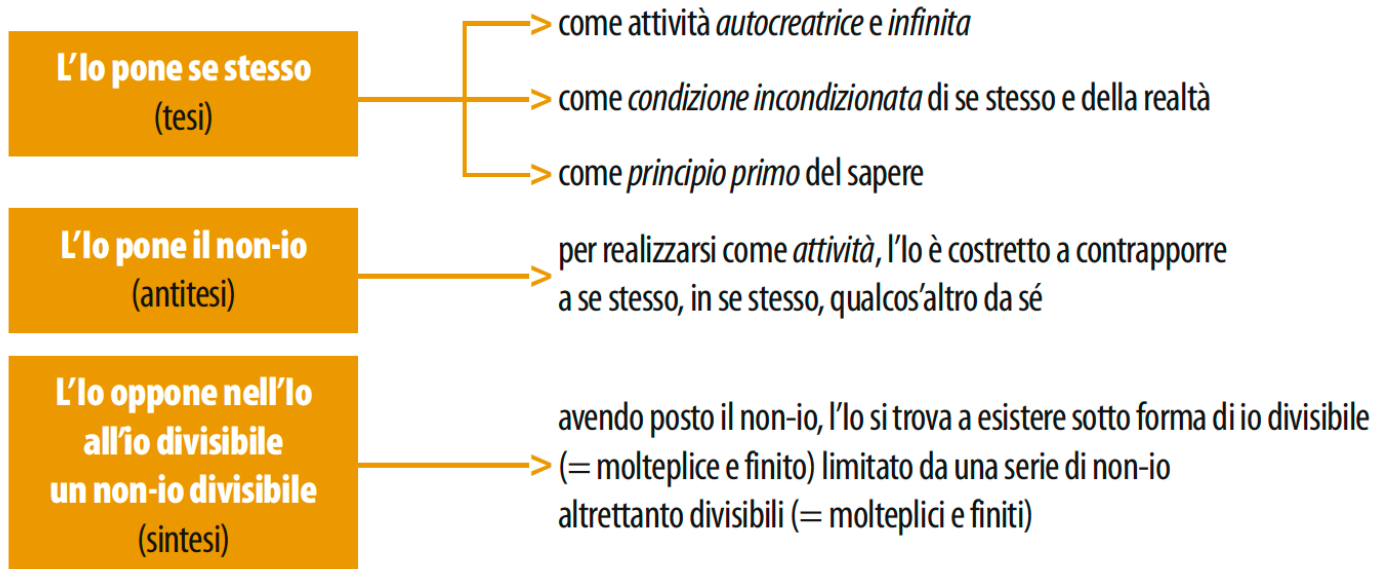 L'Io pone se stesso
(tesi)
> come attività autocreatrice e infinita
> come condizione incondizionata di se stesso e della realtà
> come principio primo del sapere
L'Io pone il non-io
(antitesi)
> per realizzarsi come attività, l'Io è costretto a contrapporre
a se stesso, in se stesso, qualcos'altro da sé
L'Io oppone nell'Io
all'io divisibile
un non-io divisibile
(sintesi)
> avendo posto il non-io, l'Io si trova a esistere sotto forma di io divisibile
(= molteplice e finito) limitato da una serie di non-io
altrettanto divisibili (= molteplici e finiti)